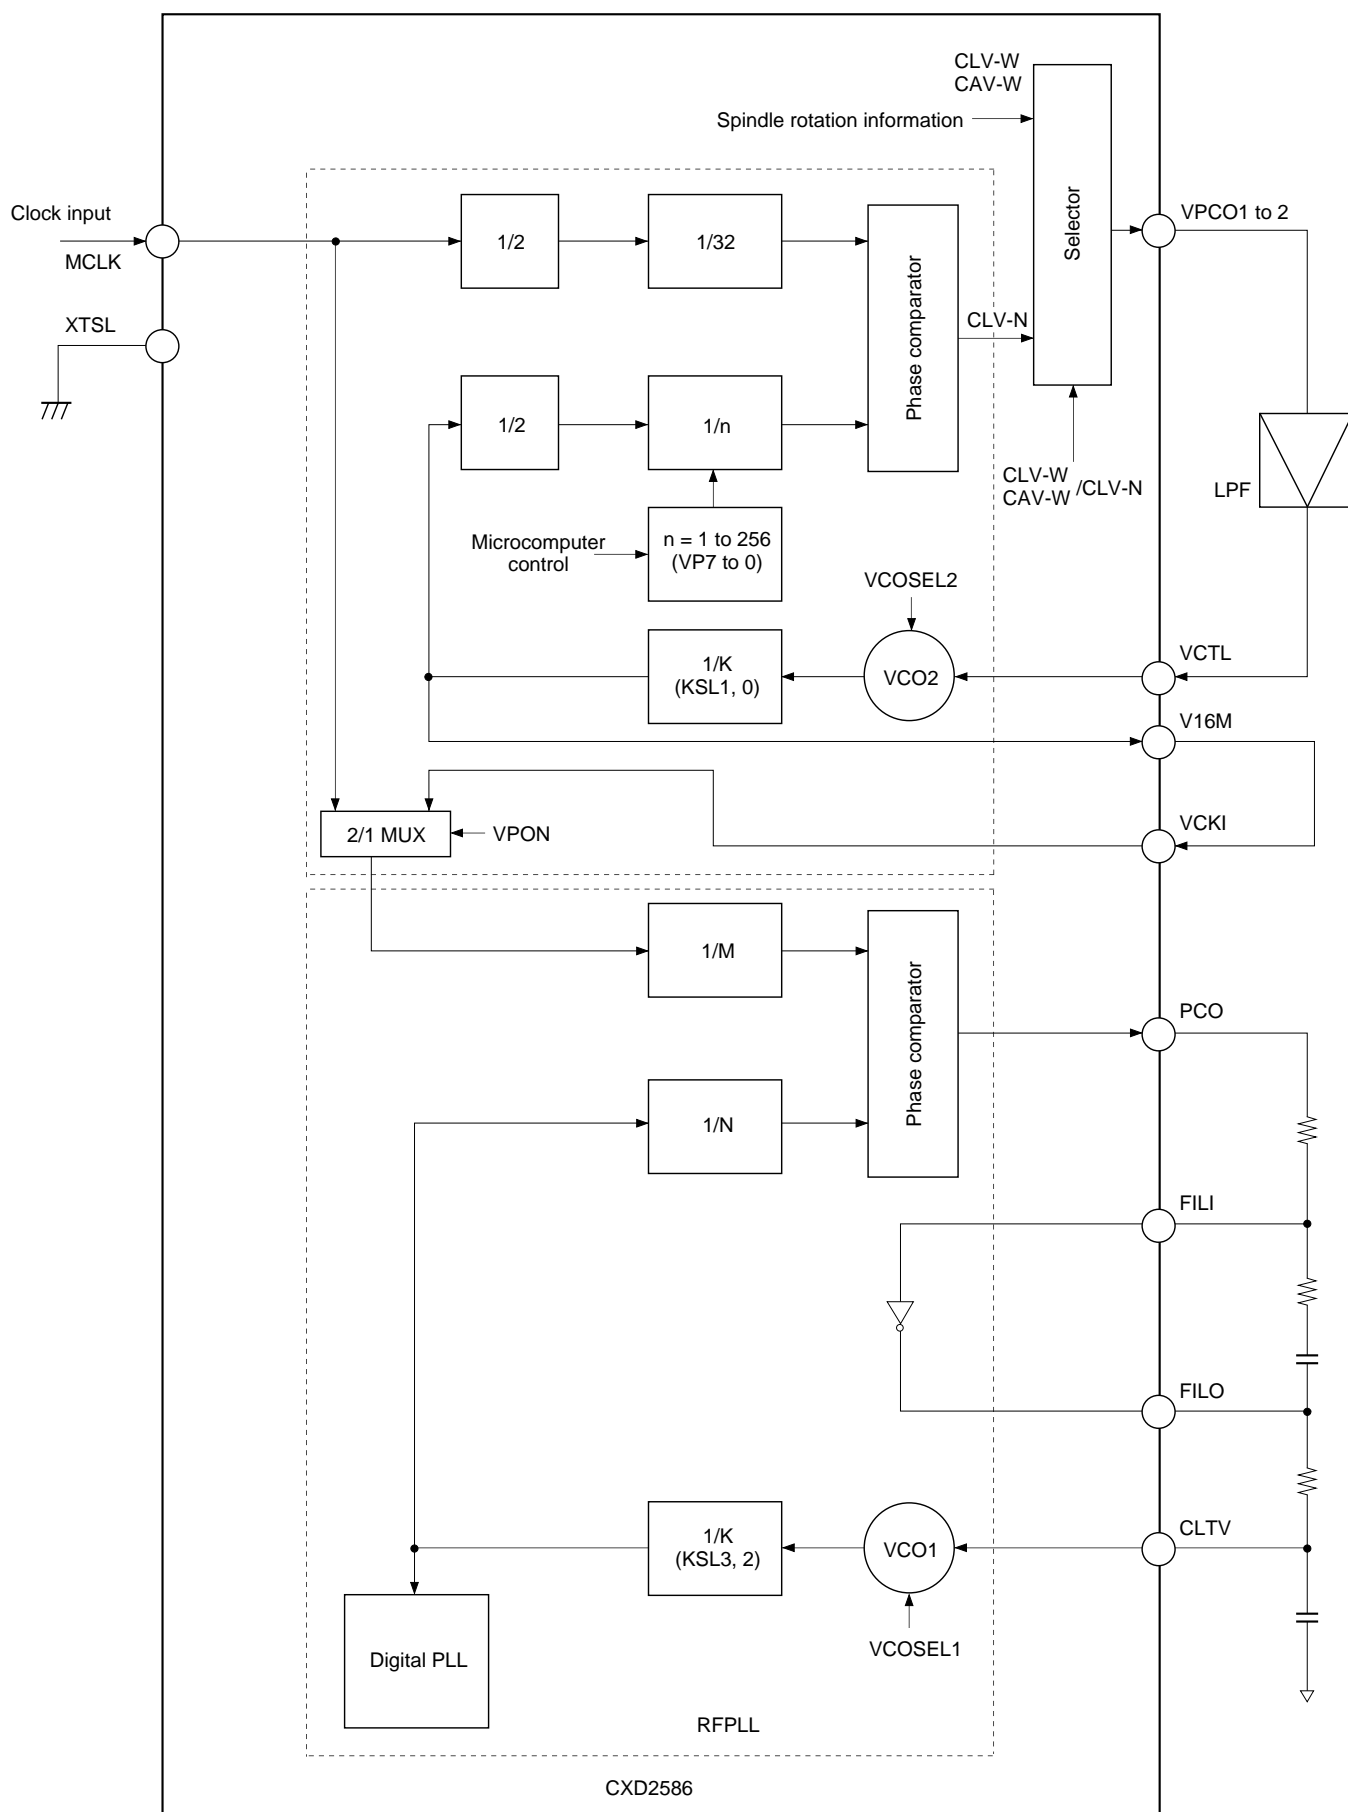 CLV-W
CAV-W
Spindle rotation information
Selector
Clock input
MCLK
XTSL
1/2
1/32
Phase comparator
CLV-N
VPCO1 to 2
1/2
1/n
CLV-W
CAV-W
/CLV-N
LPF
Microcomputer
control
n = 1 to 256
(VP7 to 0)
VCOSEL2
1/K
(KSL1, 0)
VCO2
VCTL
V16M
2/1 MUX
VPON
VCKI
1/M
Phase comparator
PCO
1/N
FILI
FILO
1/K
(KSL3, 2)
VCO1
CLTV
VCOSEL1
Digital PLL
RFPLL
CXD2586